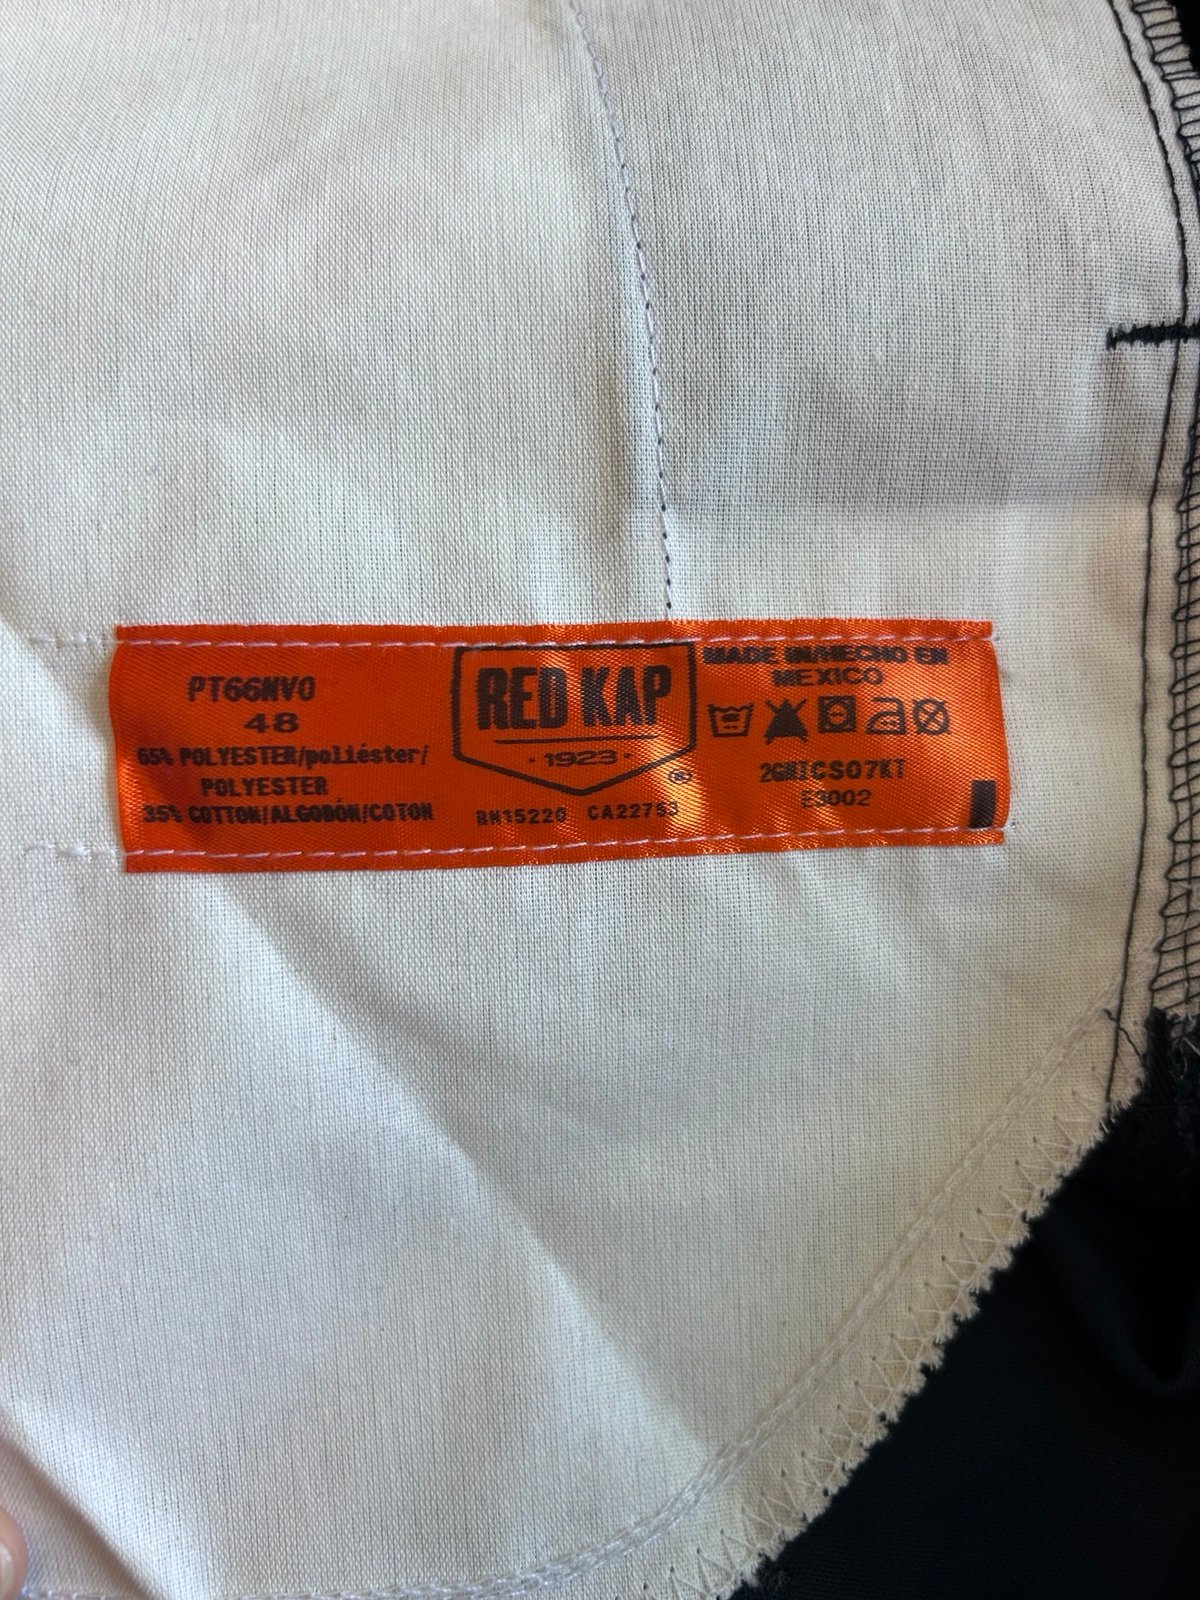 PT66NV0
48
65% POLYESTER/poliéster/
POLYESTER
35% COTTON/ALGODÓN/COTON
RED KAP
· 1923 ·
®
RN15220 CA22753
MADE IN/HECHO EN
MEXICO
E3002